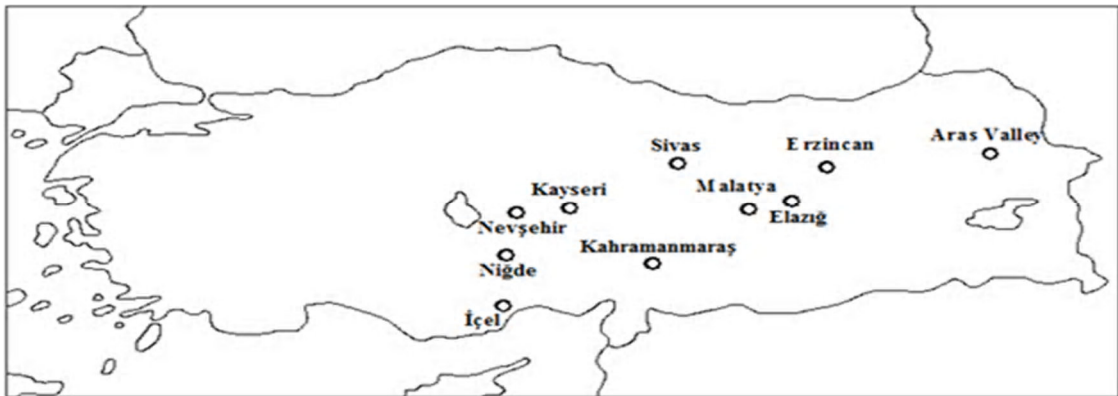 Aras Valley
Sivas
Erzincan
Kayseri
Malatya
Elazığ
Nevşehir
Kahramanmaraş
Niğde
İçel